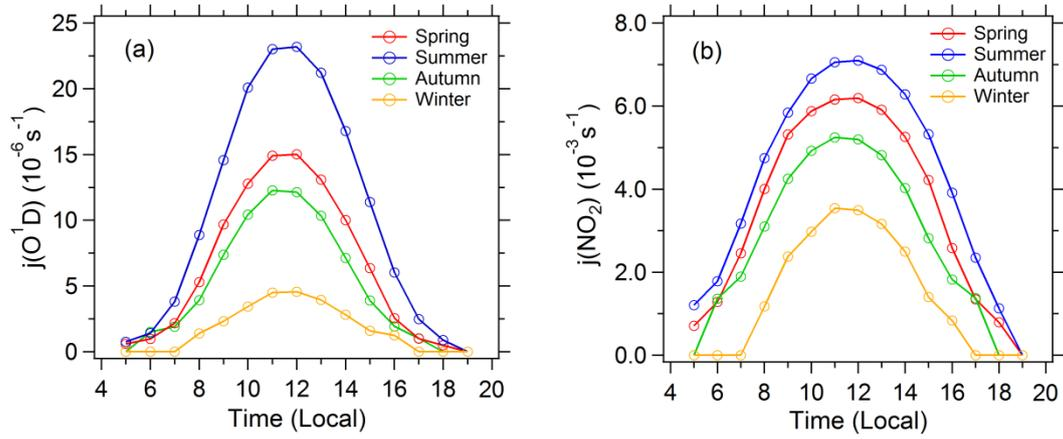 (a)
Spring
Summer
Autumn
Winter
j(O¹D) (10⁻⁶ s⁻¹)
25
20
15
10
5
0
4 6 8 10 12 14 16 18 20
Time (Local)
(b)
Spring
Summer
Autumn
Winter
j(NO₂) (10⁻³ s⁻¹)
8.0
6.0
4.0
2.0
0.0
4 6 8 10 12 14 16 18 20
Time (Local)